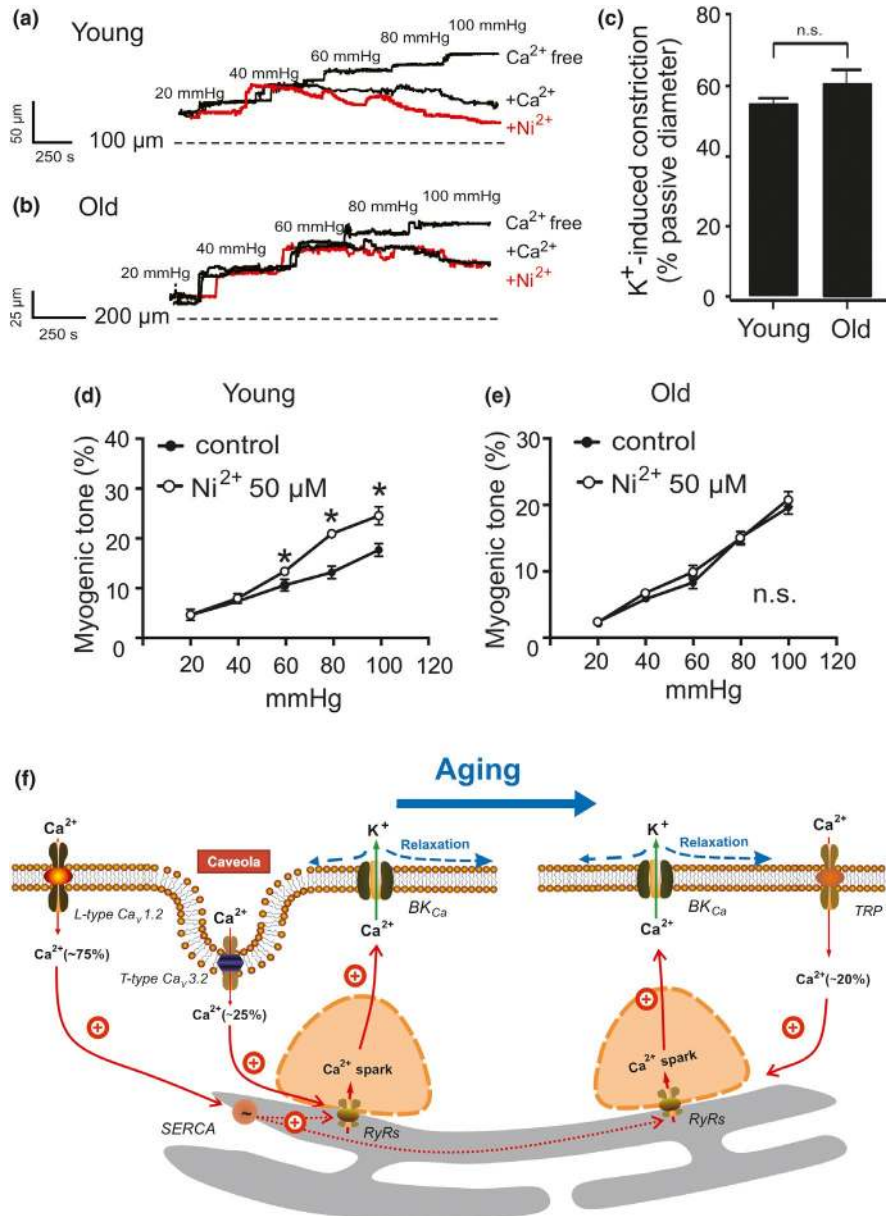 (a)
Young
20 mmHg
40 mmHg
60 mmHg
80 mmHg
100 mmHg
Ca²⁺ free
+Ca²⁺
+Ni²⁺
50 µm
250 s
100 µm
(b)
Old
20 mmHg
40 mmHg
60 mmHg
80 mmHg
100 mmHg
Ca²⁺ free
+Ca²⁺
+Ni²⁺
25 µm
250 s
200 µm
(c)
K⁺-induced constriction
(% passive diameter)
80
60
40
20
0
n.s.
Young
Old
(d)
Young
Myogenic tone (%)
40
30
20
10
0
control
Ni²⁺ 50 µM
* * *
20 40 60 80 100 120
mmHg
(e)
Old
Myogenic tone (%)
30
20
10
0
control
Ni²⁺ 50 µM
n.s.
20 40 60 80 100 120
mmHg
(f)
Aging
Ca²⁺
L-type Caᵥ1.2
Ca²⁺(~75%)
+
Caveola
Ca²⁺
T-type Caᵥ3.2
Ca²⁺(~25%)
+
K⁺
Relaxation
BK_Ca
Ca²⁺
+
Ca²⁺ spark
SERCA
~
+
RyRs
K⁺
Relaxation
BK_Ca
Ca²⁺
+
Ca²⁺ spark
RyRs
Ca²⁺
TRP
Ca²⁺(~20%)
+